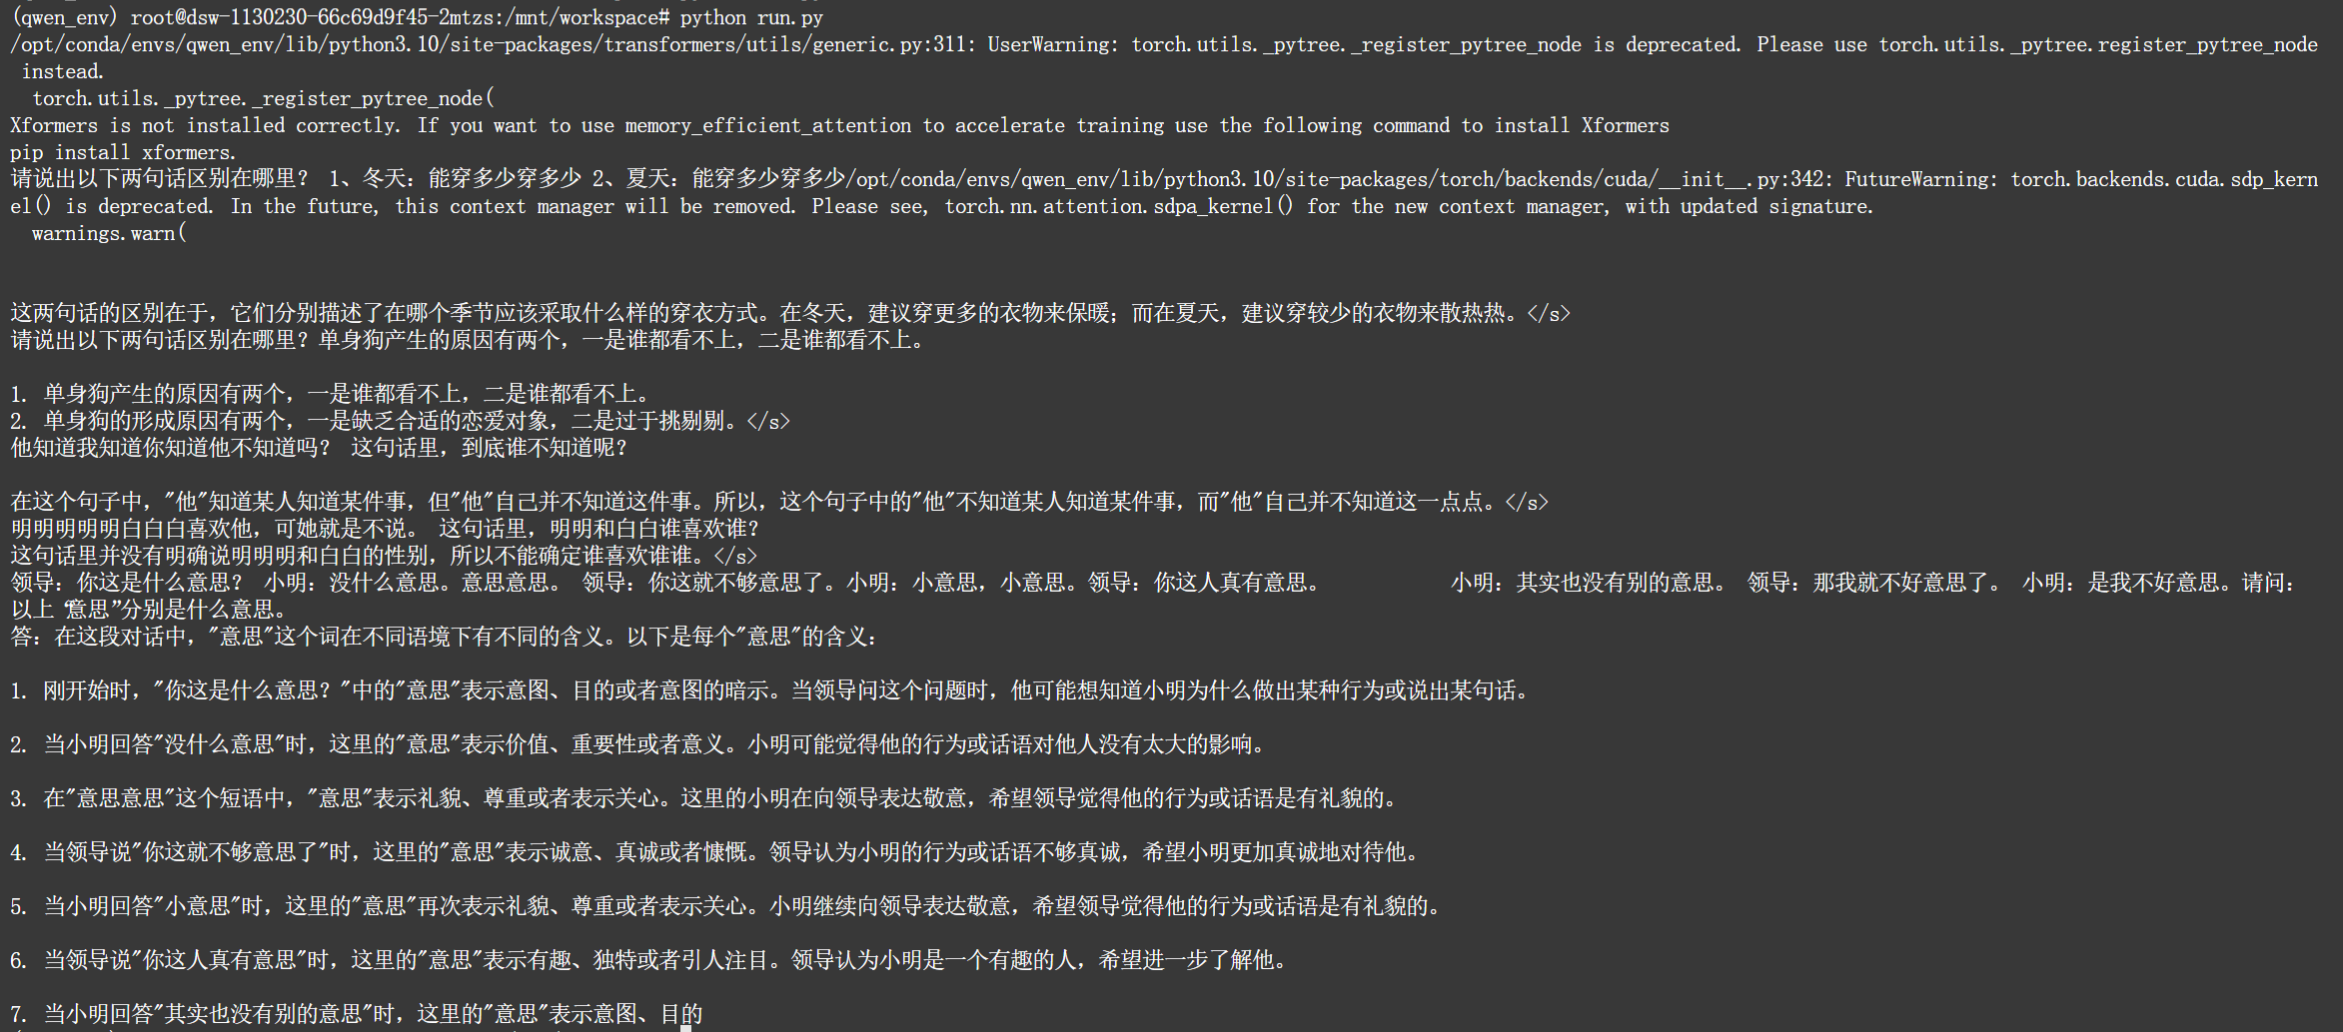 (qwen_env) root@dsw-1130230-66c69d9f45-2mtzs:/mnt/workspace# python run.py
/opt/conda/envs/qwen_env/lib/python3.10/site-packages/transformers/utils/generic.py:311: UserWarning: torch.utils._pytree._register_pytree_node is deprecated. Please use torch.utils._pytree.register_pytree_node
instead.
torch.utils._pytree._register_pytree_node(
Xformers is not installed correctly. If you want to use memory_efficient_attention to accelerate training use the following command to install Xformers
pip install xformers.
请说出以下两句话区别在哪里？ 1、冬天：能穿多少穿多少 2、夏天：能穿多少穿多少/opt/conda/envs/qwen_env/lib/python3.10/site-packages/torch/backends/cuda/__init__.py:342: FutureWarning: torch.backends.cuda.sdp_kern
el() is deprecated. In the future, this context manager will be removed. Please see, torch.nn.attention.sdpa_kernel() for the new context manager, with updated signature.
warnings.warn(
这两句话的区别在于，它们分别描述了在哪个季节应该采取什么样的穿衣方式。在冬天，建议穿更多的衣物来保暖；而在夏天，建议穿较少的衣物来散热热。</s>
请说出以下两句话区别在哪里？单身狗产生的原因有两个，一是谁都看不上，二是谁都看不上。
1. 单身狗产生的原因有两个，一是谁都看不上，二是谁都看不上。
2. 单身狗的形成原因有两个，一是缺乏合适的恋爱对象，二是过于挑剔剔。</s>
他知道我知道你知道他不知道吗？ 这句话里，到底谁不知道呢？
在这个句子中，"他"知道某人知道某件事，但"他"自己并不知道这件事。所以，这个句子中的"他"不知道某人知道某件事，而"他"自己并不知道这一点点。</s>
明明明明明白白白喜欢他，可她就是不说。 这句话里，明明和白白谁喜欢谁？
这句话里并没有明确说明明明和白白的性别，所以不能确定谁喜欢谁谁。</s>
领导：你这是什么意思？ 小明：没什么意思。意思意思。 领导：你这就不够意思了。小明：小意思，小意思。领导：你这人真有意思。 小明：其实也没有别的意思。 领导：那我就不好意思了。 小明：是我不好意思。请问：
以上“意思”分别是什么意思。
答：在这段对话中，"意思"这个词在不同语境下有不同的含义。以下是每个"意思"的含义：
1. 刚开始时，"你这是什么意思？"中的"意思"表示意图、目的或者意图的暗示。当领导问这个问题时，他可能想知道小明为什么做出某种行为或说出某句话。
2. 当小明回答"没什么意思"时，这里的"意思"表示价值、重要性或者意义。小明可能觉得他的行为或话语对他人没有太大的影响。
3. 在"意思意思"这个短语中，"意思"表示礼貌、尊重或者表示关心。这里的小明在向领导表达敬意，希望领导觉得他的行为或话语是有礼貌的。
4. 当领导说"你这就不够意思了"时，这里的"意思"表示诚意、真诚或者慷慨。领导认为小明的行为或话语不够真诚，希望小明更加真诚地对待他。
5. 当小明回答"小意思"时，这里的"意思"再次表示礼貌、尊重或者表示关心。小明继续向领导表达敬意，希望领导觉得他的行为或话语是有礼貌的。
6. 当领导说"你这人真有意思"时，这里的"意思"表示有趣、独特或者引人注目。领导认为小明是一个有趣的人，希望进一步了解他。
7. 当小明回答"其实也没有别的意思"时，这里的"意思"表示意图、目的